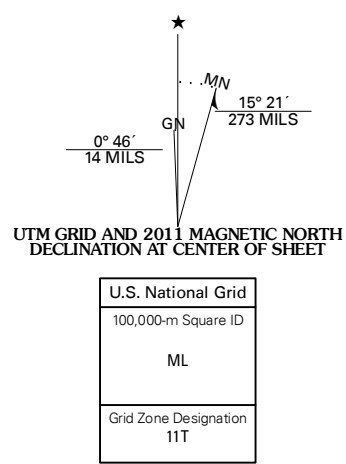 ★
MN
GN
15° 21´
273 MILS
0° 46´
14 MILS
UTM GRID AND 2011 MAGNETIC NORTH
DECLINATION AT CENTER OF SHEET
U.S. National Grid
100,000-m Square ID
ML
Grid Zone Designation
11T